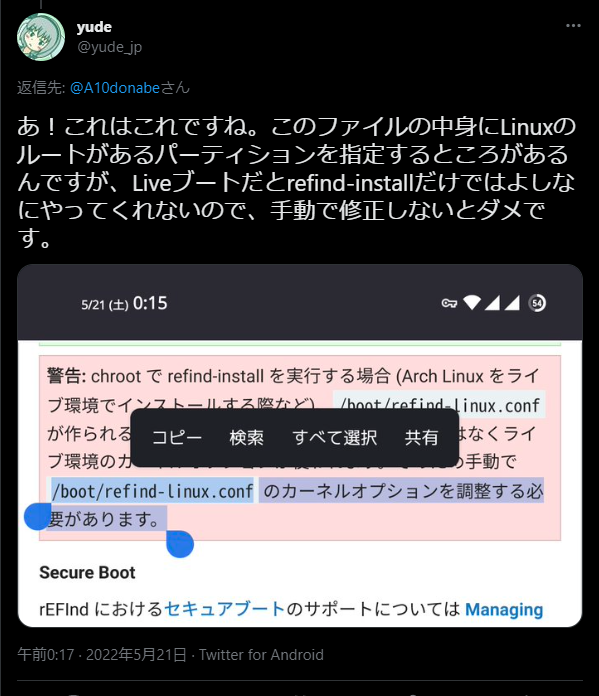 yude
@yude_jp
返信先: @A10donabeさん
あ！これはこれですね。このファイルの中身にLinuxの
ルートがあるパーティションを指定するところがある
んですが、Liveブートだとrefind-installだけではよしな
にやってくれないので、手動で修正しないとダメで
す。
5/21 (土) 0:15
54
警告: chroot で refind-install を実行する場合 (Arch Linux をライ
ブ環境でインストールする際など)、/boot/refind-linux.conf
が作られる
コピー 検索 すべて選択 共有
はなくライ
ブ環境の
手動で
/boot/refind-linux.conf のカーネルオプションを調整する必
要があります。
Secure Boot
rEFInd におけるセキュアブートのサポートについては Managing
午前0:17 · 2022年5月21日 · Twitter for Android